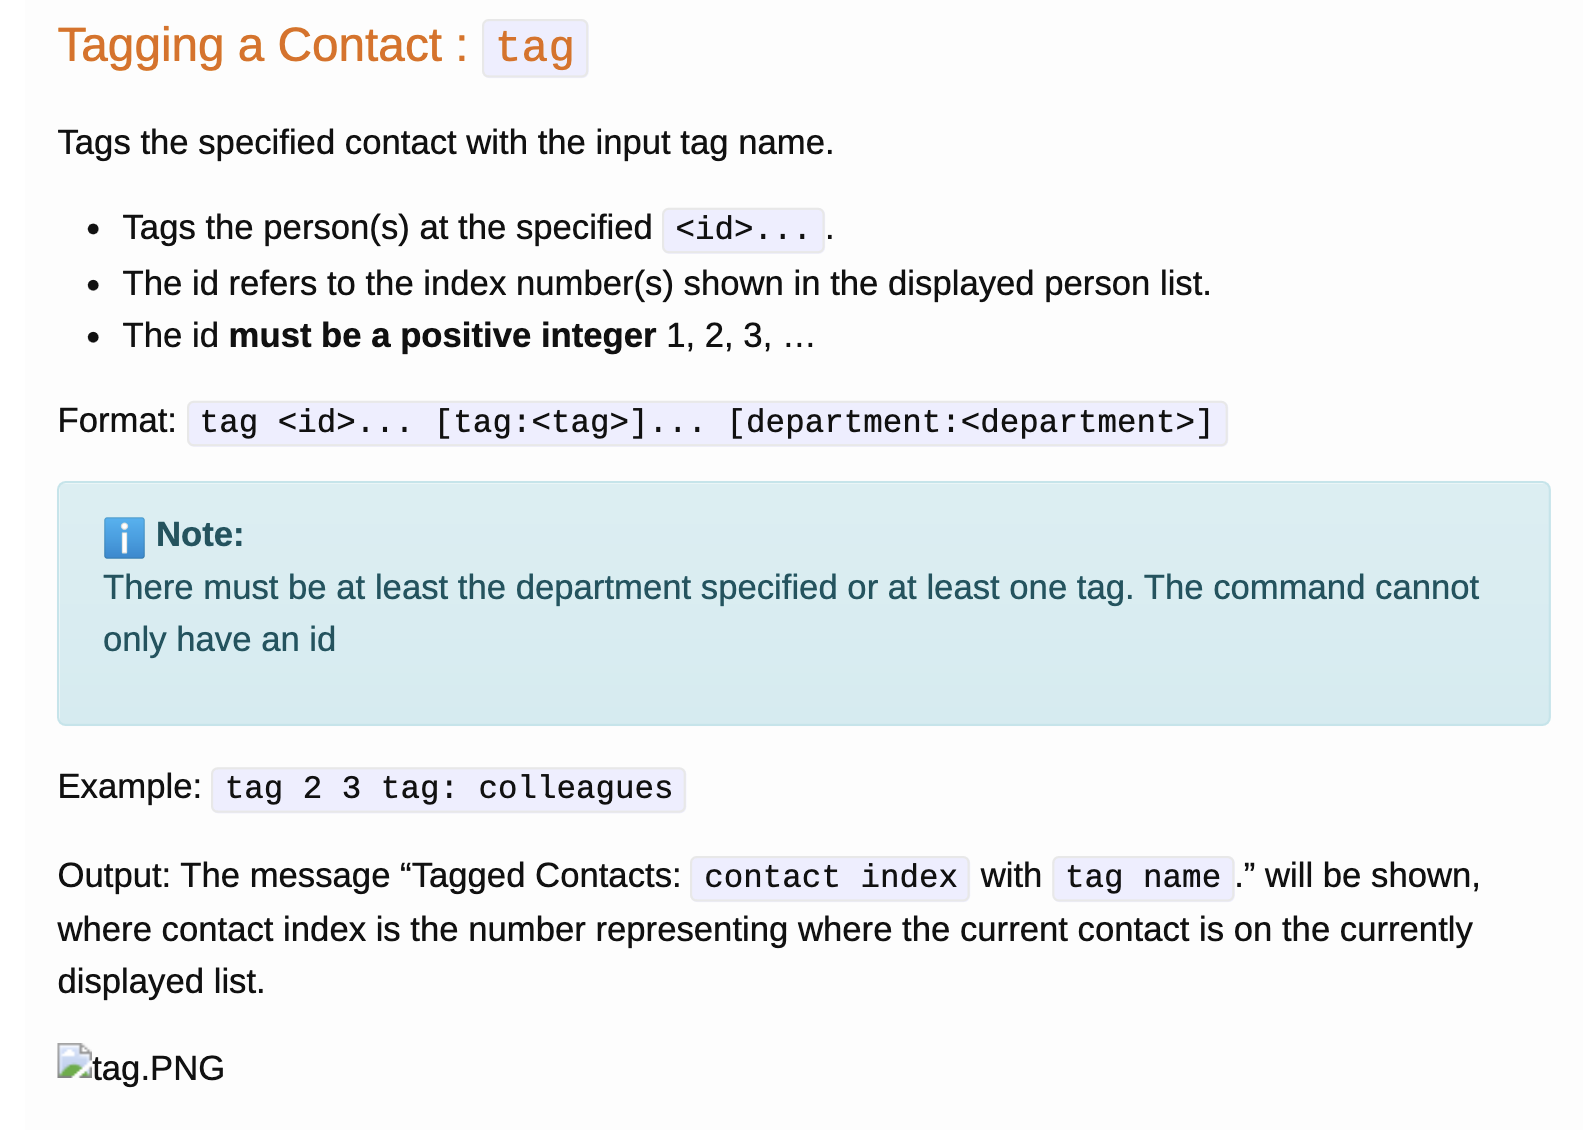 Tagging a Contact : tag
Tags the specified contact with the input tag name.
• Tags the person(s) at the specified <id>... .
• The id refers to the index number(s) shown in the displayed person list.
• The id must be a positive integer 1, 2, 3, …
Format: tag <id>... [tag:<tag>]... [department:<department>]
Note:
There must be at least the department specified or at least one tag. The command cannot
only have an id
Example: tag 2 3 tag: colleagues
Output: The message “Tagged Contacts: contact index with tag name.” will be shown,
where contact index is the number representing where the current contact is on the currently
displayed list.
tag.PNG